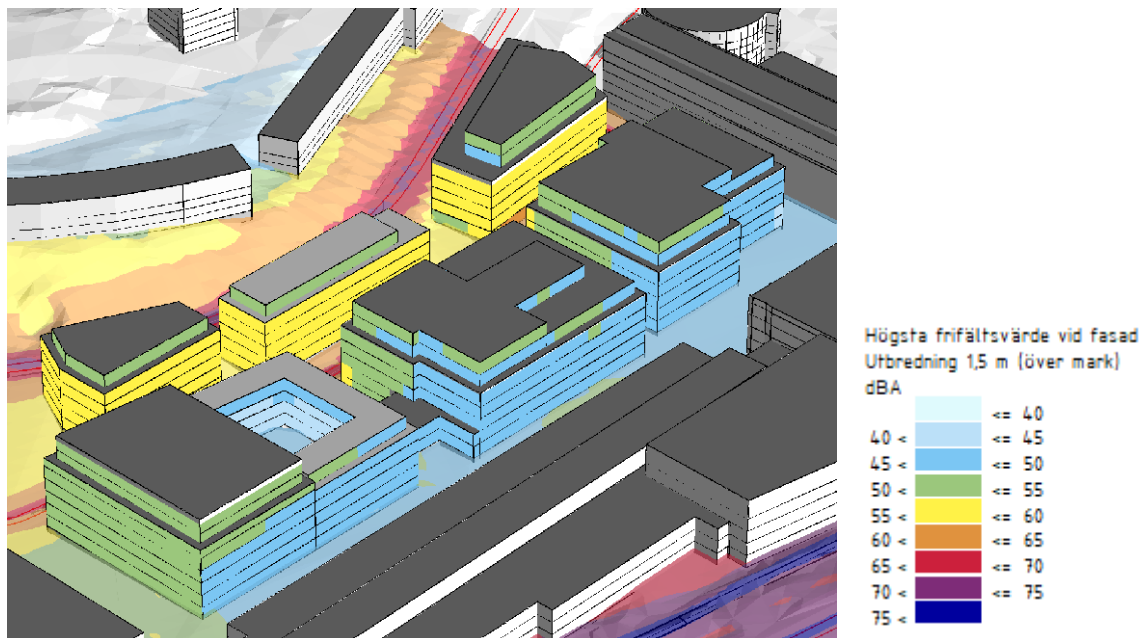 Högsta frifältsvärde vid fasad
Utbredning 1,5 m (över mark)
dBA
<= 40
40 < <= 45
45 < <= 50
50 < <= 55
55 < <= 60
60 < <= 65
65 < <= 70
70 < <= 75
75 <